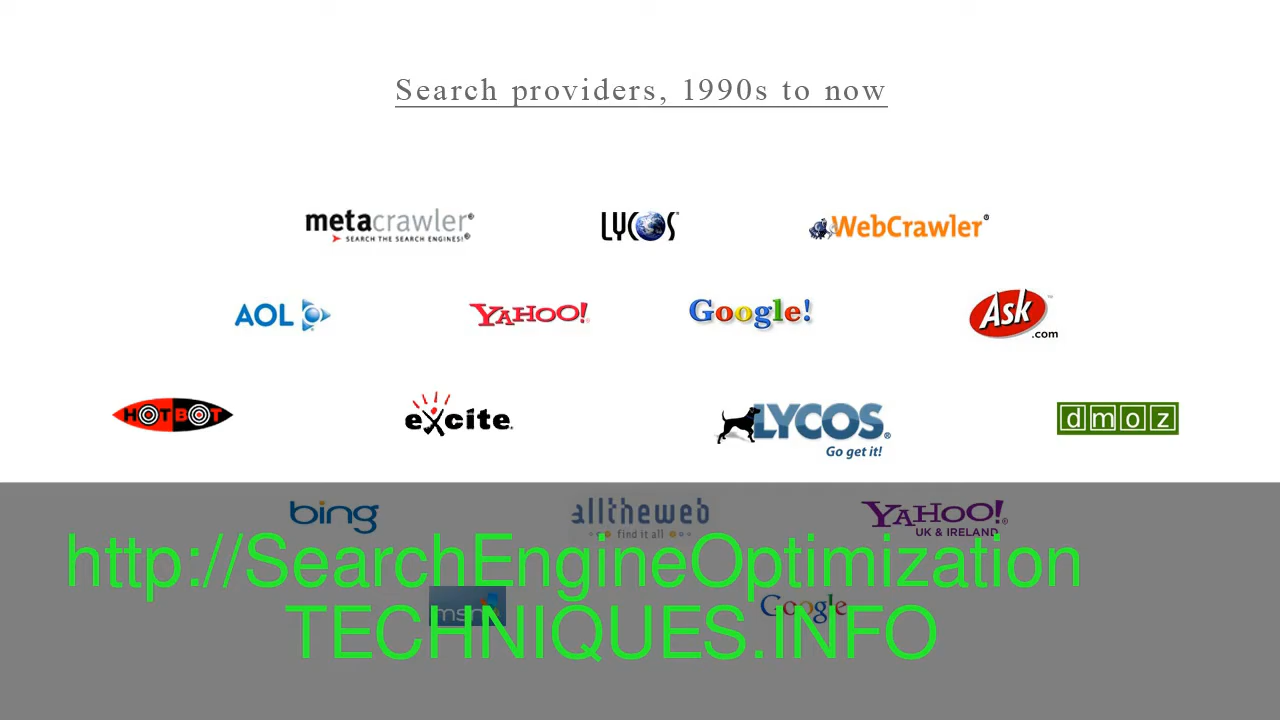 Search providers, 1990s to now
metacrawler®
SEARCH THE SEARCH ENGINES!®
LYCOS
WebCrawler®
AOL
YAHOO!
Google!
Ask
.com
HOTBOT
excite
LYCOS®
Go get it!
dmoz
bing
alltheweb
find it all
YAHOO!®
UK & IRELAND
http://SearchEngineOptimization
msn
Google
TECHNIQUES.INFO